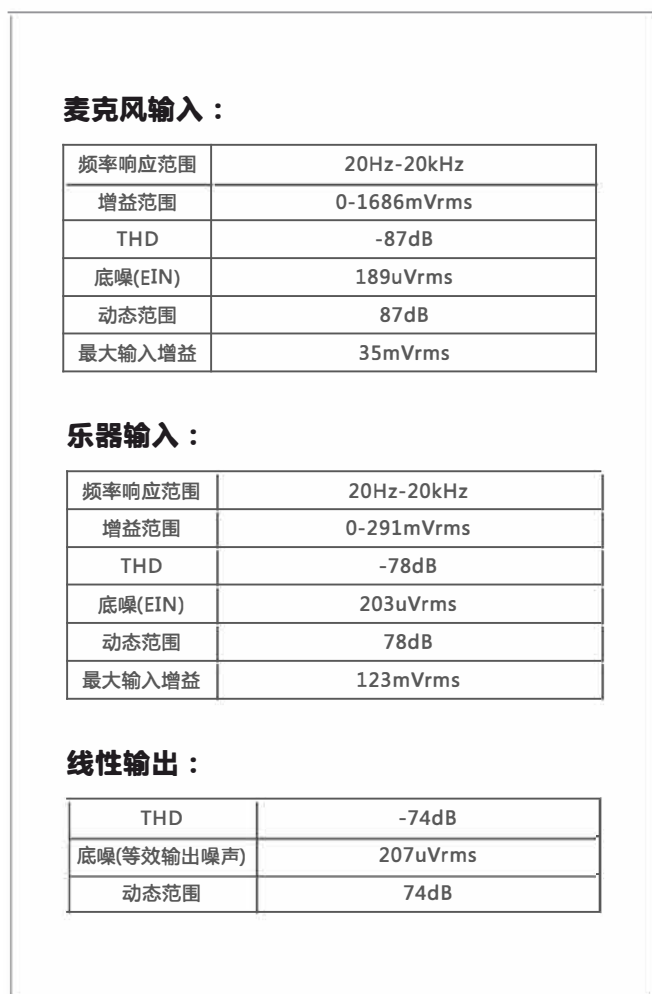 麦克风输入：
频率响应范围 20Hz-20kHz
增益范围 0-1686mVrms
THD -87dB
底噪(EIN) 189uVrms
动态范围 87dB
最大输入增益 35mVrms
乐器输入：
频率响应范围 20Hz-20kHz
增益范围 0-291mVrms
THD -78dB
底噪(EIN) 203uVrms
动态范围 78dB
最大输入增益 123mVrms
线性输出：
THD -74dB
底噪(等效输出噪声) 207uVrms
动态范围 74dB